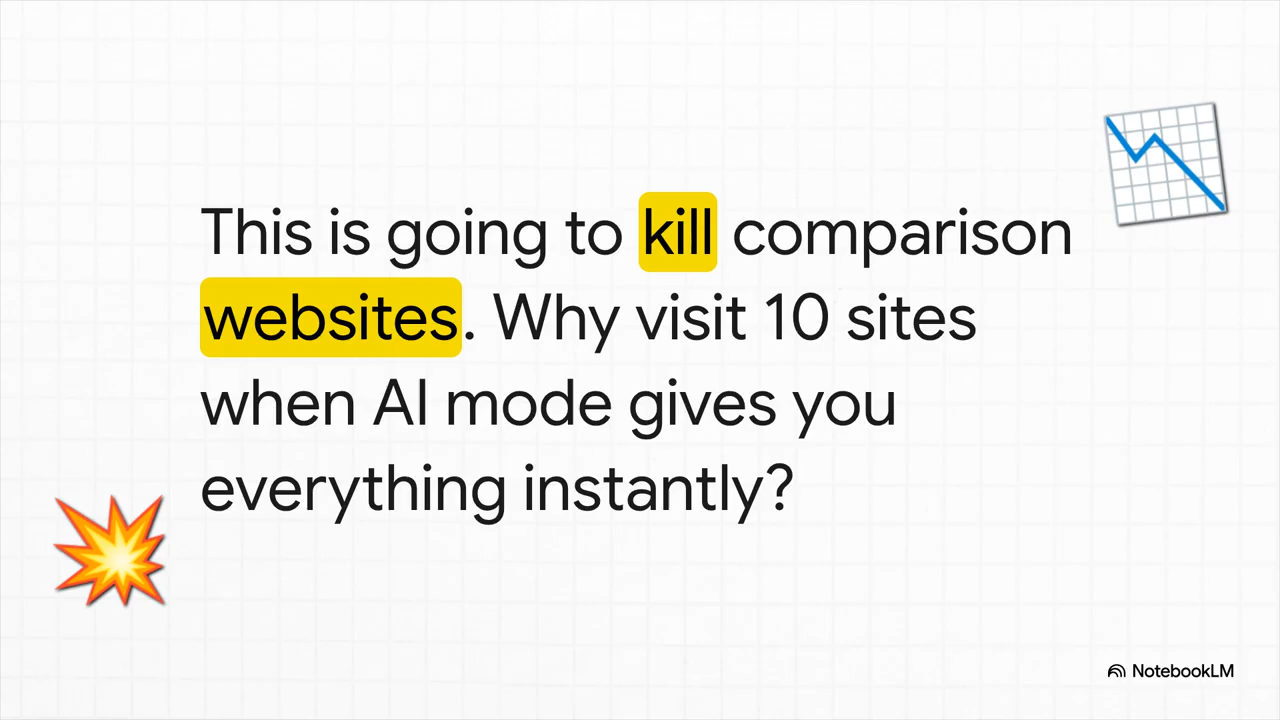 This is going to kill comparison
websites. Why visit 10 sites
when AI mode gives you
everything instantly?
NotebookLM